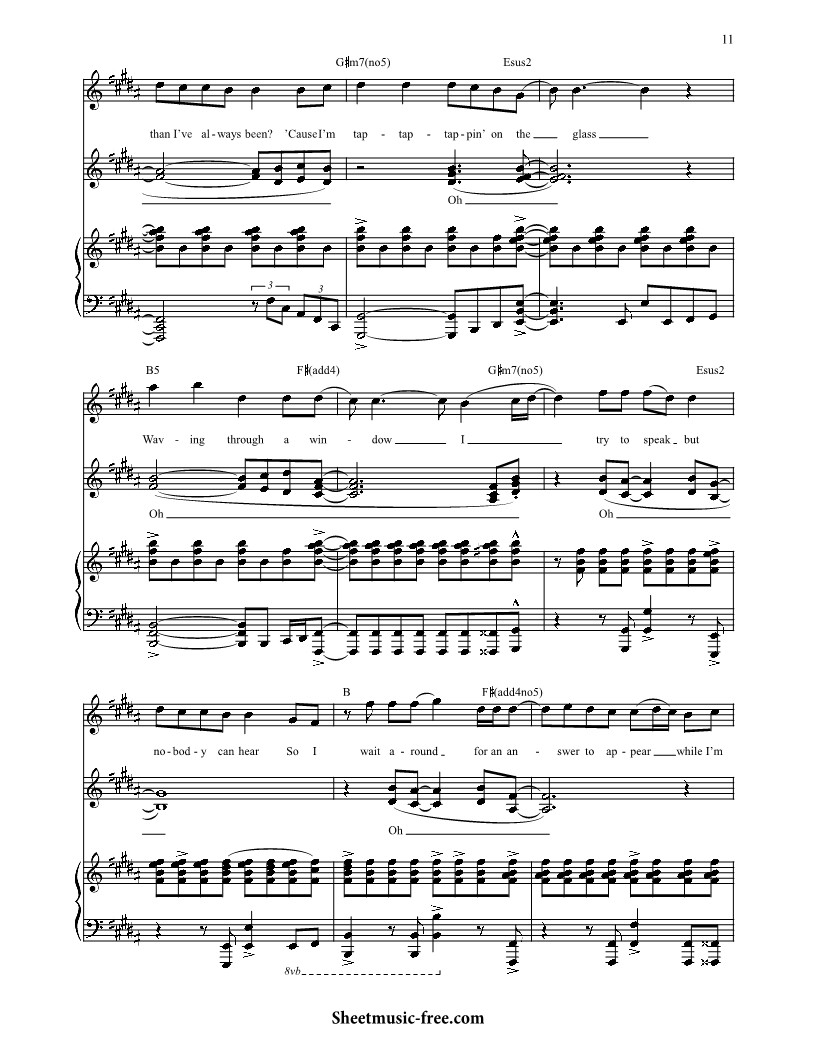 11
G♯m7(no5) Esus2
than I've al-ways been? 'CauseI'm tap - tap - tap-pin' on the glass
Oh
3 3
B5 F♯(add4) G♯m7(no5) Esus2
Wav - ing through a win - dow I try to speak but
Oh Oh
no-bod-y can hear So I wait a-round for an an - swer to ap-pear while I'm
B F♯(add4no5)
Oh
8vb
Sheetmusic-free.com